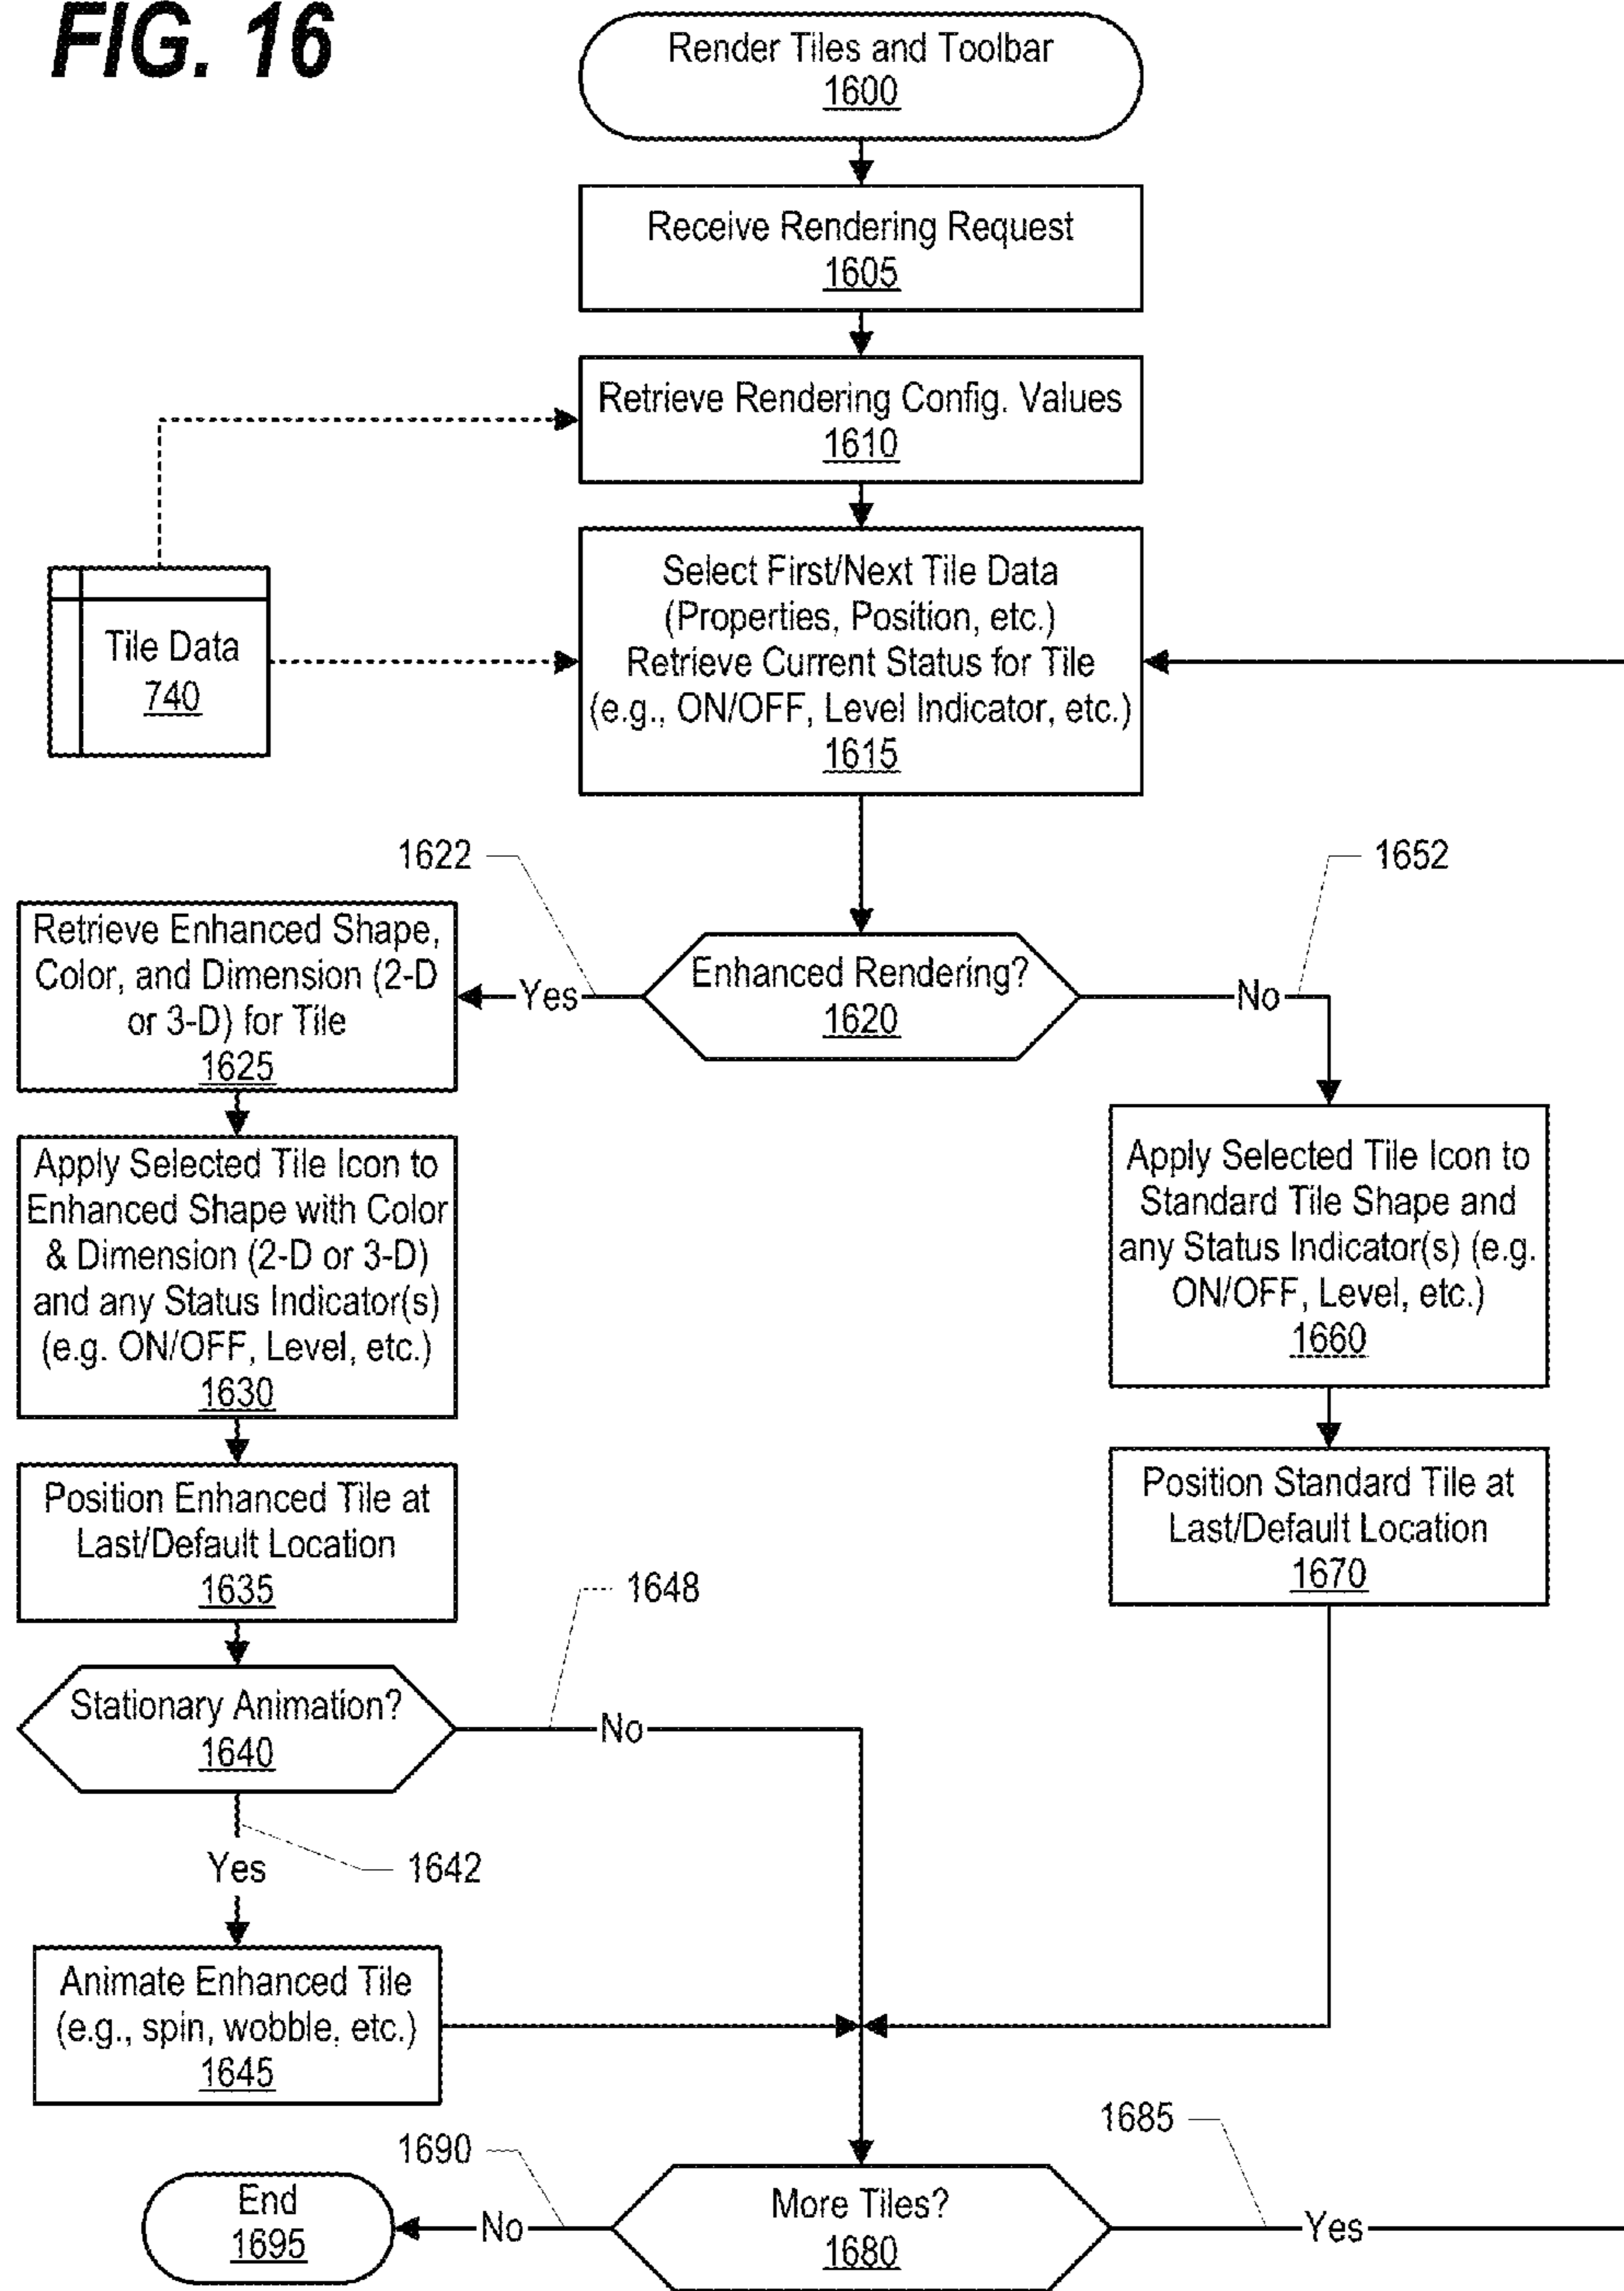 FIG. 16
Render Tiles and Toolbar
1600
Receive Rendering Request
1605
Retrieve Rendering Config. Values
1610
Select First/Next Tile Data
(Properties, Position, etc.)
Retrieve Current Status for Tile
(e.g., ON/OFF, Level Indicator, etc.)
1615
Tile Data
740
1622
1652
Enhanced Rendering?
1620
Yes
No
Retrieve Enhanced Shape,
Color, and Dimension (2-D
or 3-D) for Tile
1625
Apply Selected Tile Icon to
Enhanced Shape with Color
& Dimension (2-D or 3-D)
and any Status Indicator(s)
(e.g. ON/OFF, Level, etc.)
1630
Apply Selected Tile Icon to
Standard Tile Shape and
any Status Indicator(s) (e.g.
ON/OFF, Level, etc.)
1660
Position Enhanced Tile at
Last/Default Location
1635
Position Standard Tile at
Last/Default Location
1670
1648
Stationary Animation?
1640
No
Yes
1642
Animate Enhanced Tile
(e.g., spin, wobble, etc.)
1645
1690
1685
End
1695
No
More Tiles?
1680
Yes